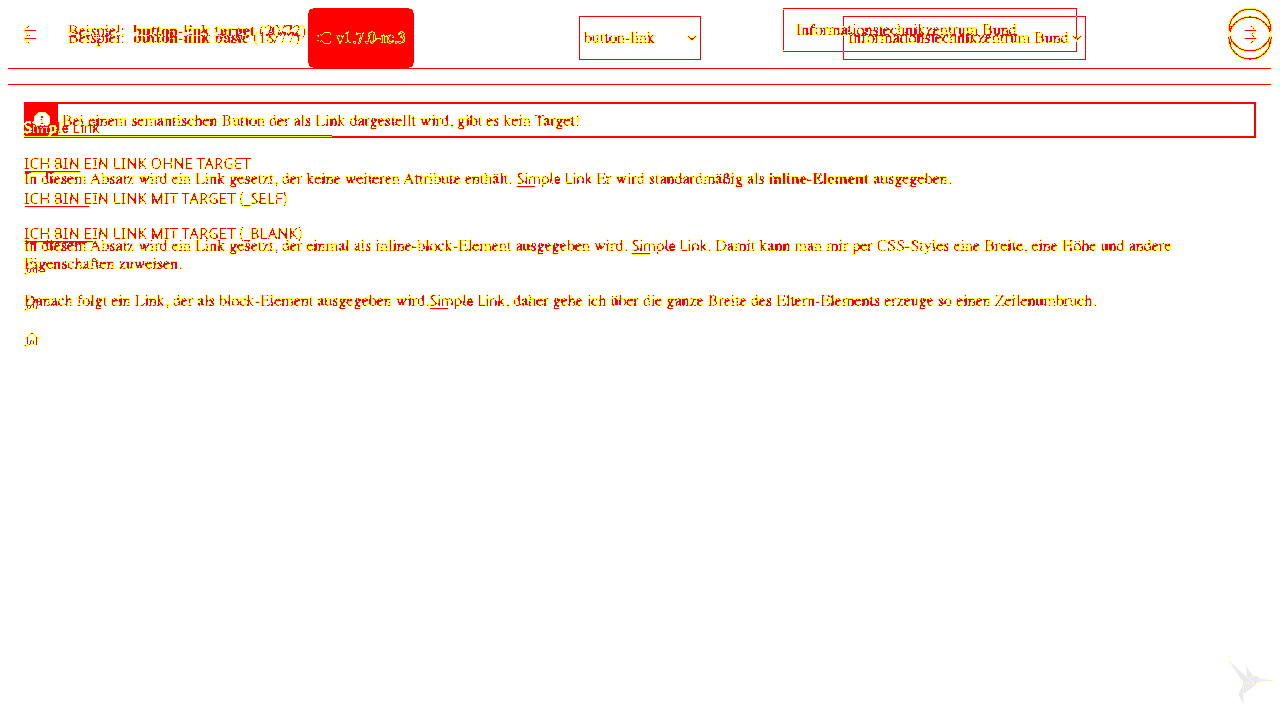 Beispiel: button-link target (20/72)
Beispiel: button-link basic (18/77)
v1.7.0-rc.3
button-link
Informationstechnikzentrum Bund
Informationstechnikzentrum Bund
Bei einem semantischen Button der als Link dargestellt wird, gibt es kein Target!
Simple Link
ICH BIN EIN LINK OHNE TARGET
In diesem Absatz wird ein Link gesetzt, der keine weiteren Attribute enthält. Simple Link Er wird standardmäßig als inline-Element ausgegeben.
ICH BIN EIN LINK MIT TARGET (_SELF)
ICH BIN EIN LINK MIT TARGET (_BLANK)
In diesem Absatz wird ein Link gesetzt, der einmal als inline-block-Element ausgegeben wird. Simple Link. Damit kann man mir per CSS-Styles eine Breite, eine Höhe und andere
Eigenschaften zuweisen.
Danach folgt ein Link, der als block-Element ausgegeben wird.Simple Link, daher gehe ich über die ganze Breite des Eltern-Elements erzeuge so einen Zeilenumbruch.